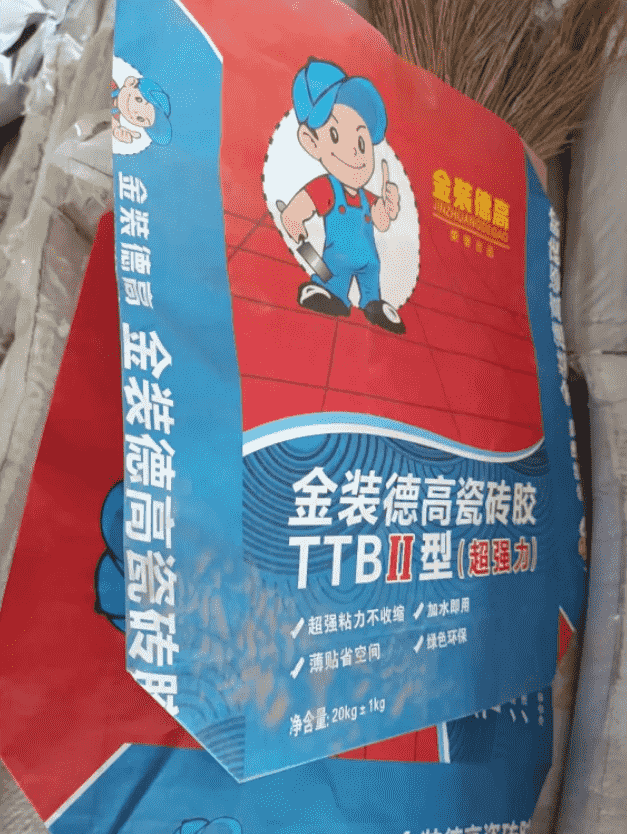 金装德高
JINZHUANGDEGAO
金装德高瓷砖胶
TTBⅡ型(超强力)
超强粘力不收缩
加水即用
薄贴省空间
绿色环保
净含量: 20kg±1kg
金装德高
金装德高瓷砖胶